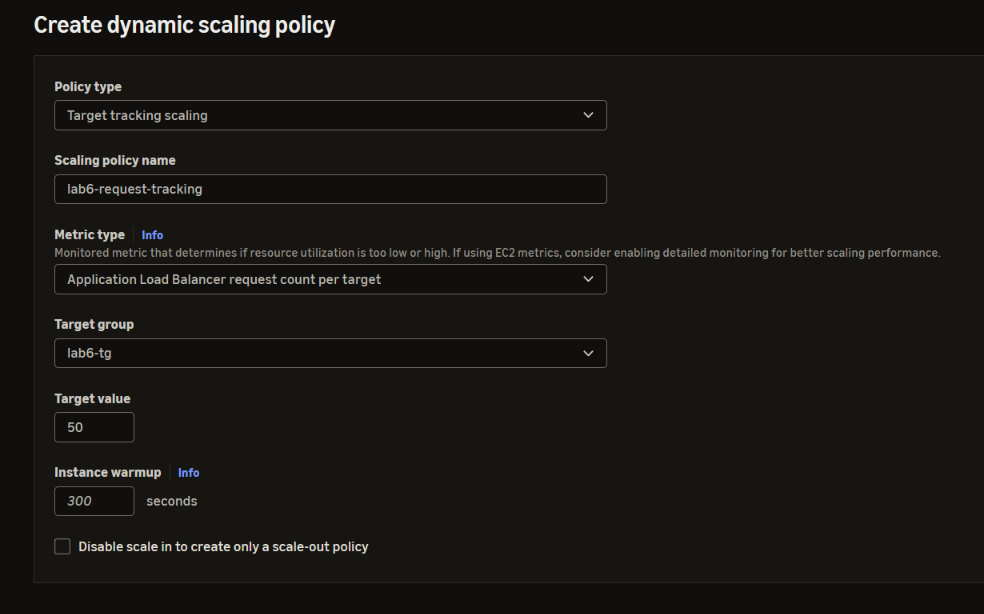 Create dynamic scaling policy
Policy type
Target tracking scaling
Scaling policy name
lab6-request-tracking
Metric type Info
Monitored metric that determines if resource utilization is too low or high. If using EC2 metrics, consider enabling detailed monitoring for better scaling performance.
Application Load Balancer request count per target
Target group
lab6-tg
Target value
50
Instance warmup Info
300 seconds
Disable scale in to create only a scale-out policy